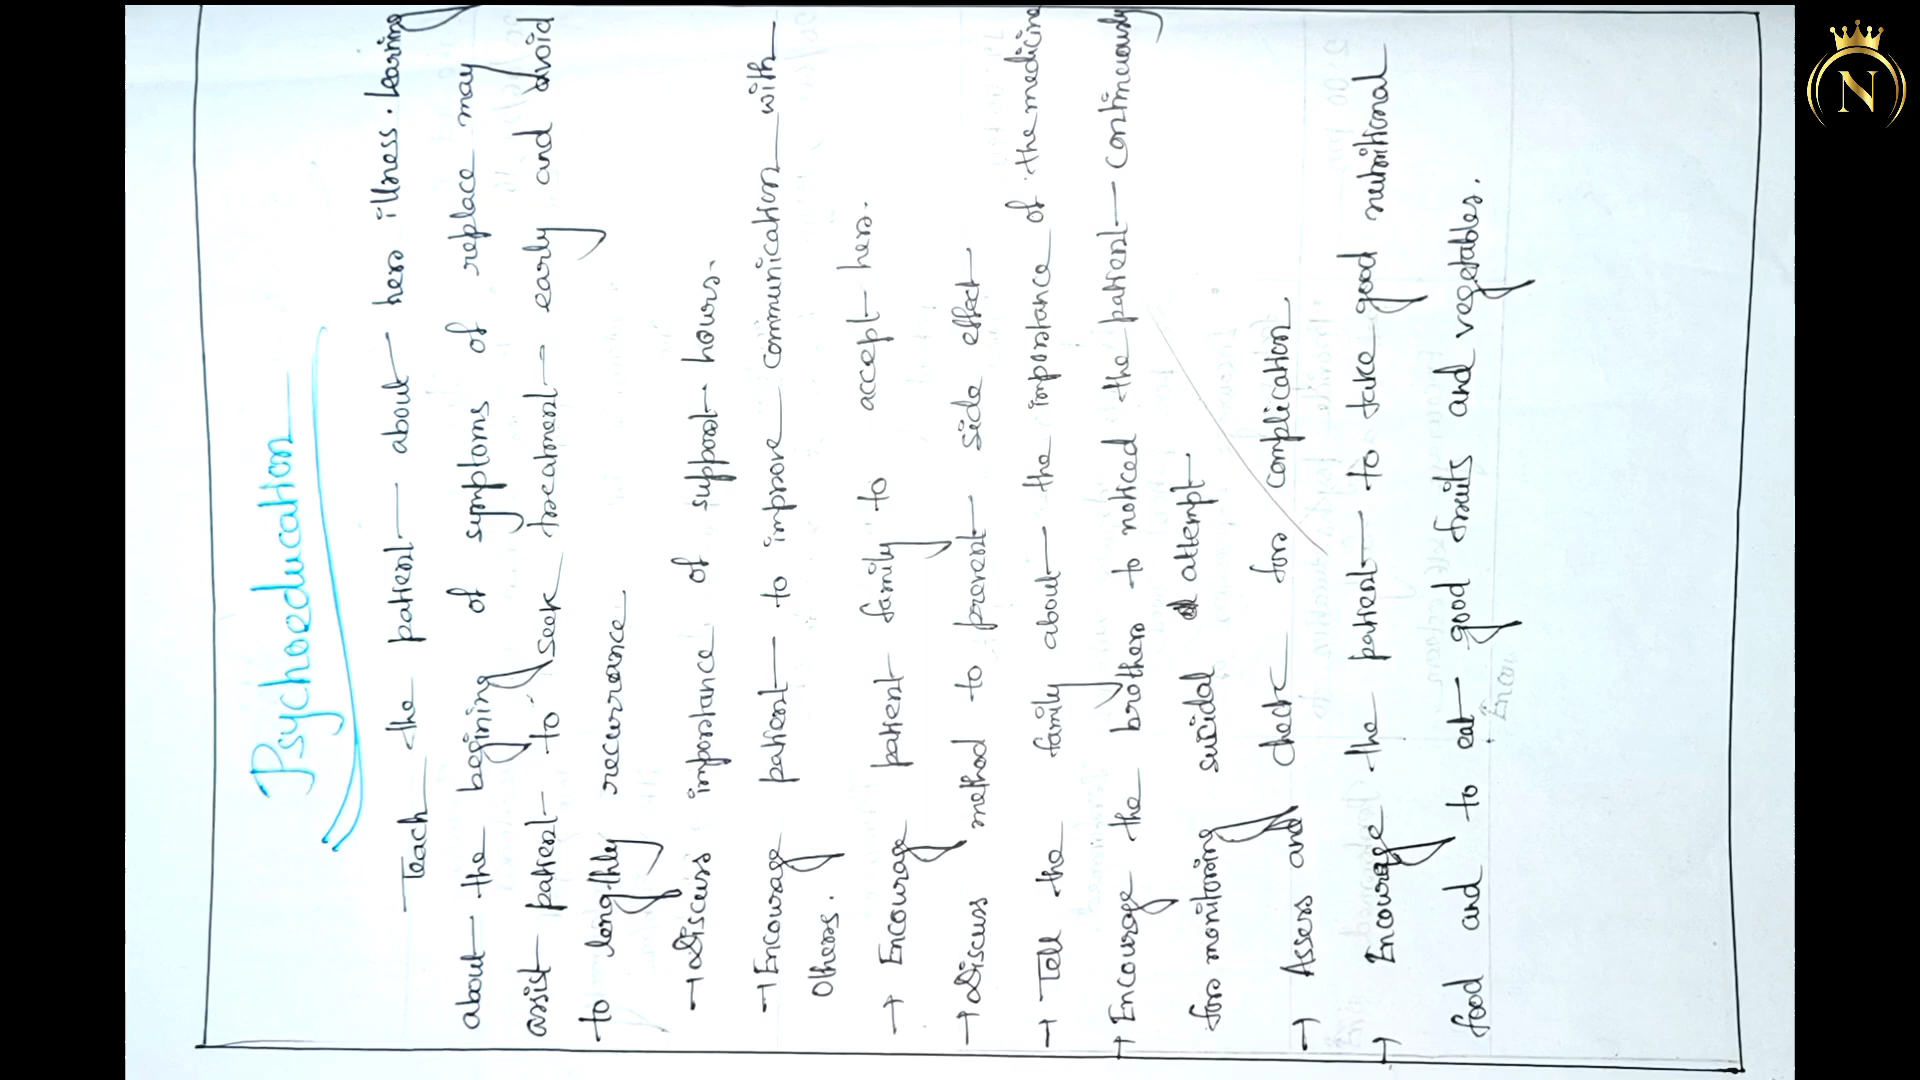 Psychoeducation
Teach the patient about hers illness. Learning
about the begining of symptoms of replace may
assist patient to seek treatment early and avoid
to lengthly recurrance
→ Discuss importance of support hours.
→ Encourage patient to improve communication with
Others.
→ Encourage patient family to accept hers.
→ Discuss method to prevent side effect
→ Tell the family about the importance of the medicine
→ Encourage the brothers to noticed the patient continuously
for monitoring suicidal attempt
→ Assess and check for complication
→ Encourage the patient to take good nutritional
food and to eat good fruits and vegetables.
N